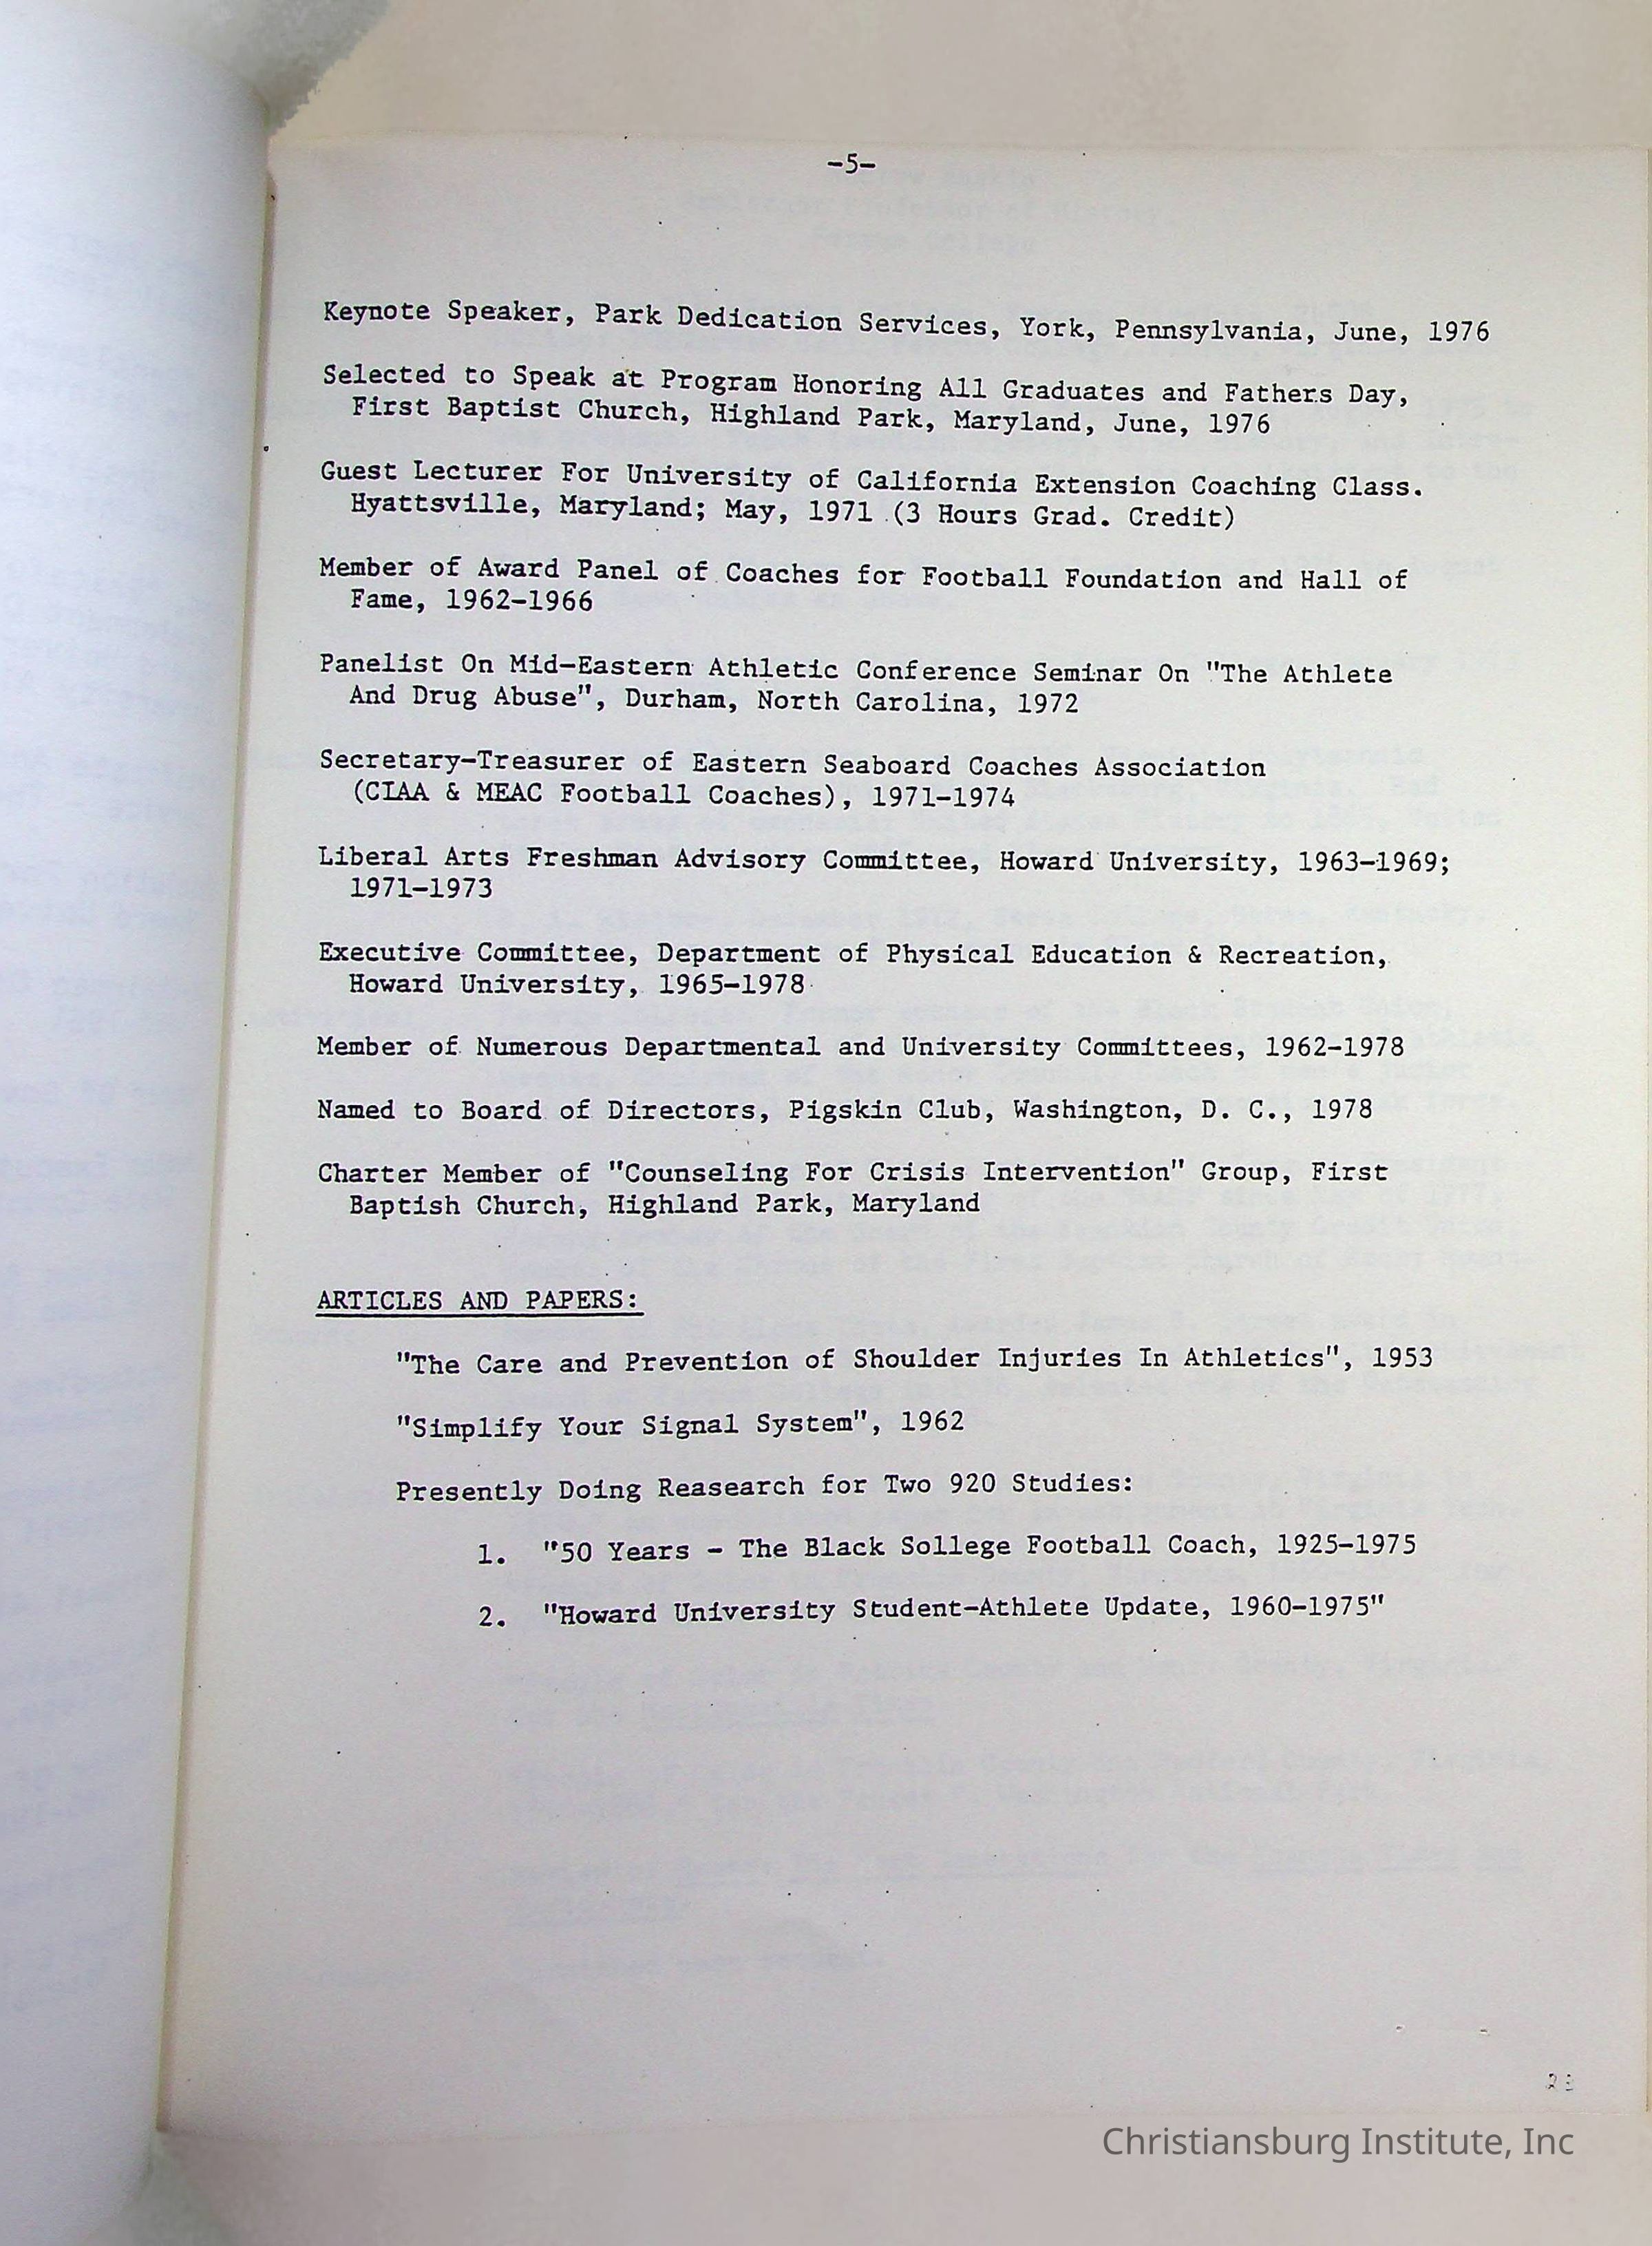 -5-
Keynote Speaker, Park Dedication Services, York, Pennsylvania, June, 1976
Selected to Speak at Program Honoring All Graduates and Fathers Day,
First Baptist Church, Highland Park, Maryland, June, 1976
Guest Lecturer For University of California Extension Coaching Class.
Hyattsville, Maryland; May, 1971 (3 Hours Grad. Credit)
Member of Award Panel of Coaches for Football Foundation and Hall of
Fame, 1962-1966
Panelist On Mid-Eastern Athletic Conference Seminar On "The Athlete
And Drug Abuse", Durham, North Carolina, 1972
Secretary-Treasurer of Eastern Seaboard Coaches Association
(CIAA & MEAC Football Coaches), 1971-1974
Liberal Arts Freshman Advisory Committee, Howard University, 1963-1969;
1971-1973
Executive Committee, Department of Physical Education & Recreation,
Howard University, 1965-1978
Member of Numerous Departmental and University Committees, 1962-1978
Named to Board of Directors, Pigskin Club, Washington, D. C., 1978
Charter Member of "Counseling For Crisis Intervention" Group, First
Baptish Church, Highland Park, Maryland
ARTICLES AND PAPERS:
"The Care and Prevention of Shoulder Injuries In Athletics", 1953
"Simplify Your Signal System", 1962
Presently Doing Reasearch for Two 920 Studies:
1. "50 Years - The Black Sollege Football Coach, 1925-1975
2. "Howard University Student-Athlete Update, 1960-1975"
Christiansburg Institute, Inc